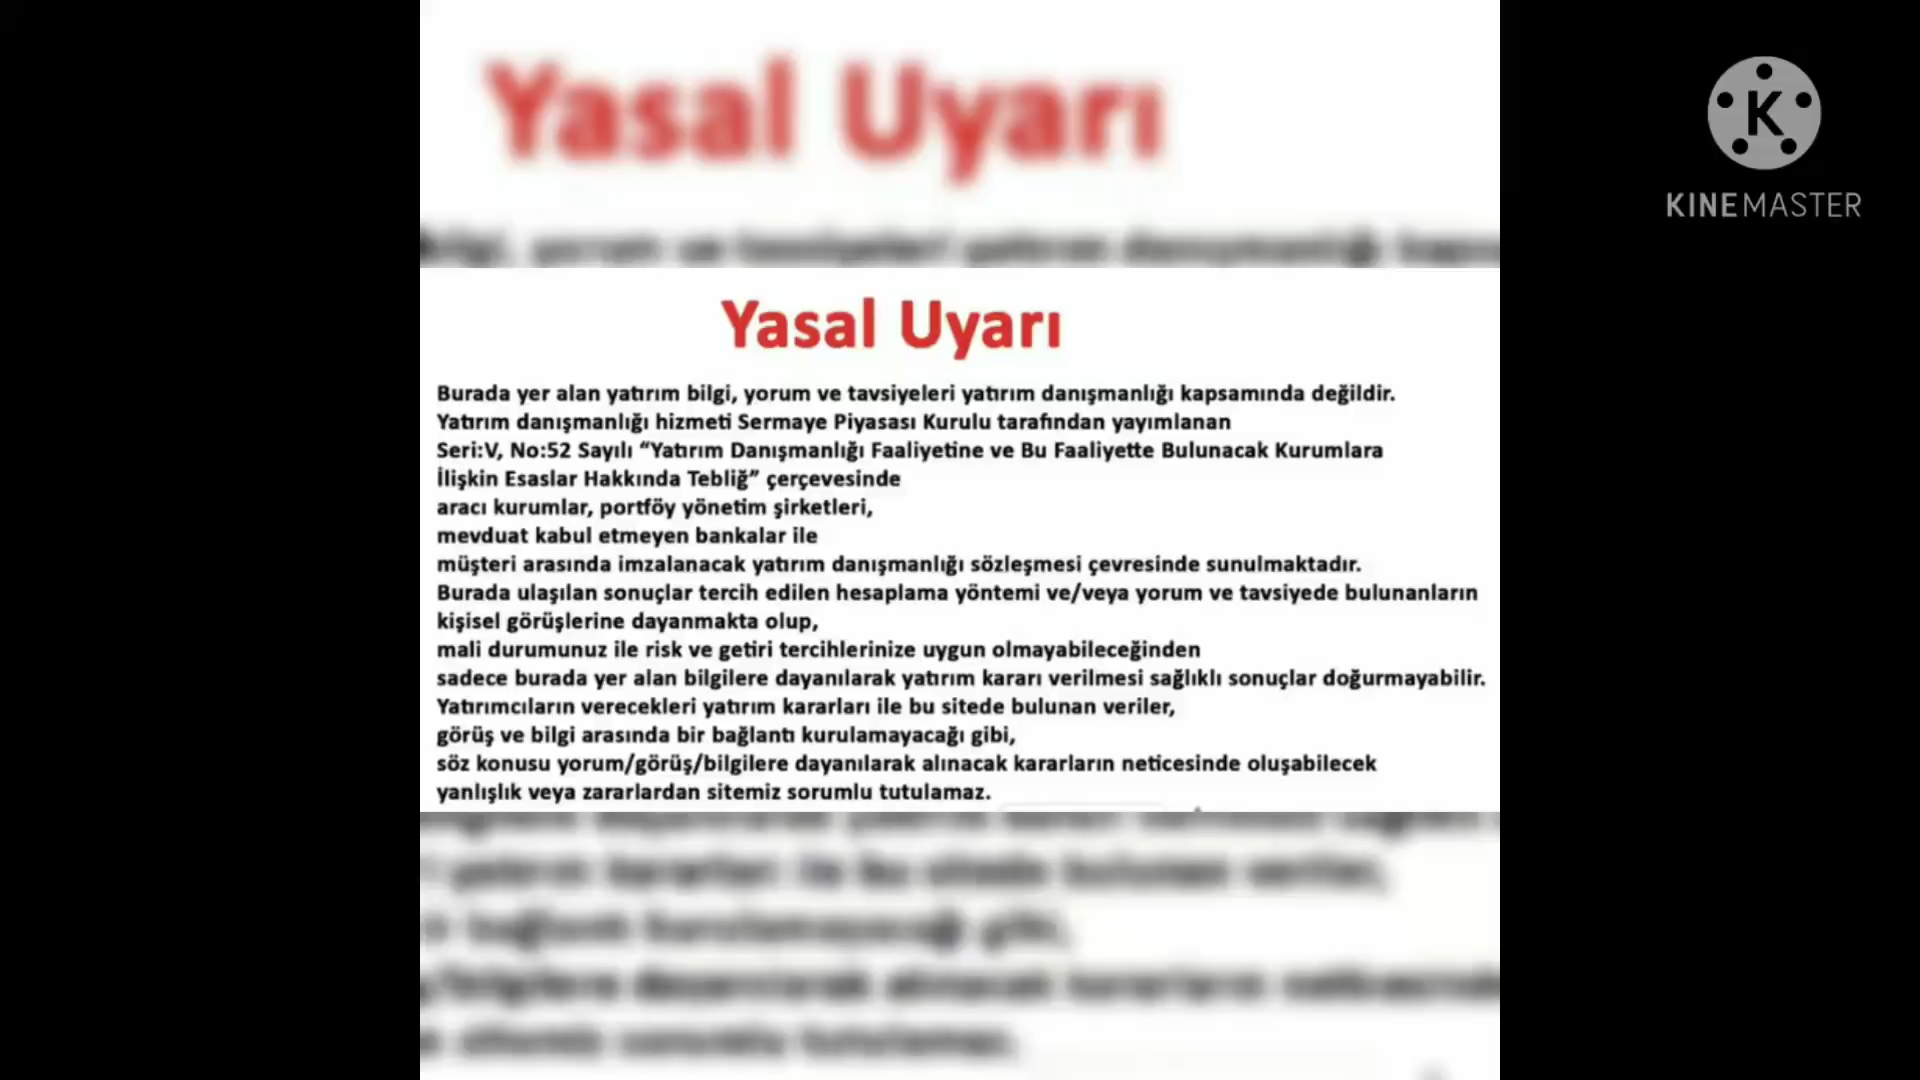 Yasal Uyarı
KINEMASTER
Yasal Uyarı
Burada yer alan yatırım bilgi, yorum ve tavsiyeleri yatırım danışmanlığı kapsamında değildir.
Yatırım danışmanlığı hizmeti Sermaye Piyasası Kurulu tarafından yayımlanan
Seri:V, No:52 Sayılı “Yatırım Danışmanlığı Faaliyetine ve Bu Faaliyette Bulunacak Kurumlara
İlişkin Esaslar Hakkında Tebliğ” çerçevesinde
aracı kurumlar, portföy yönetim şirketleri,
mevduat kabul etmeyen bankalar ile
müşteri arasında imzalanacak yatırım danışmanlığı sözleşmesi çevresinde sunulmaktadır.
Burada ulaşılan sonuçlar tercih edilen hesaplama yöntemi ve/veya yorum ve tavsiyede bulunanların
kişisel görüşlerine dayanmakta olup,
mali durumunuz ile risk ve getiri tercihlerinize uygun olmayabileceğinden
sadece burada yer alan bilgilere dayanılarak yatırım kararı verilmesi sağlıklı sonuçlar doğurmayabilir.
Yatırımcıların verecekleri yatırım kararları ile bu sitede bulunan veriler,
görüş ve bilgi arasında bir bağlantı kurulamayacağı gibi,
söz konusu yorum/görüş/bilgilere dayanılarak alınacak kararların neticesinde oluşabilecek
yanlışlık veya zararlardan sitemiz sorumlu tutulamaz.